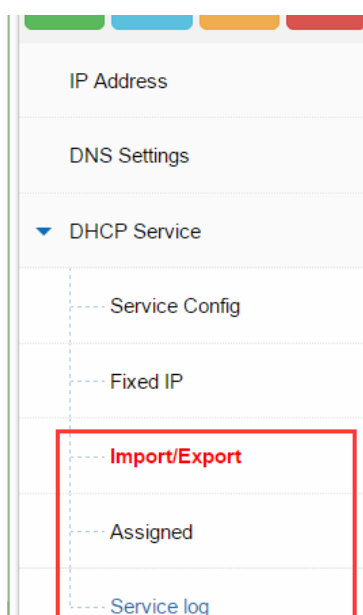 IP Address
DNS Settings
DHCP Service
Service Config
Fixed IP
Import/Export
Assigned
Service log